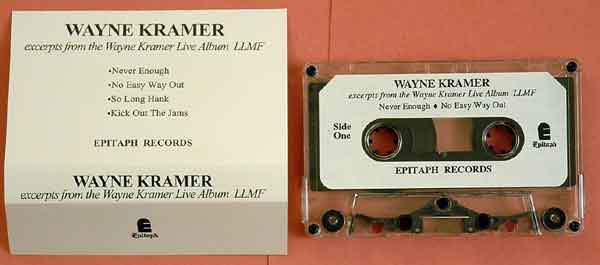 WAYNE KRAMER
excerpts from the Wayne Kramer Live Album LLMF
•Never Enough
•No Easy Way Out
•So Long Hank
•Kick Out The Jams
EPITAPH RECORDS
WAYNE KRAMER
excerpts from the Wayne Kramer Live Album LLMF
E
Epitaph
WAYNE KRAMER
excerpts from the Wayne Kramer Live Album LLMF
Never Enough ♦ No Easy Way Out
Side
One
E
Epitaph
EPITAPH RECORDS